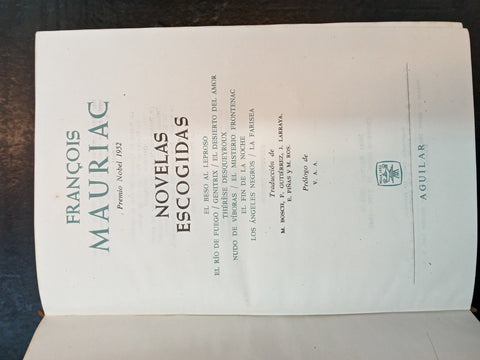 FRANÇOIS
MAURIAC
Premio Nobel 1952
NOVELAS
ESCOGIDAS
EL BESO AL LEPROSO
EL RÍO DE FUEGO / GENITRIX / EL DESIERTO DEL AMOR
THÉRÈSE DESQUEYROUX
NUDO DE VÍBORAS / EL MISTERIO FRONTENAC
EL FIN DE LA NOCHE
LOS ÁNGELES NEGROS / LA FARISEA
Traducción de
M. BOSCH, F. GUTIÉRREZ, J. LARRAYA,
E. PIÑAS Y M. ROS.
Prólogo de
V. A. A.
AGUILAR